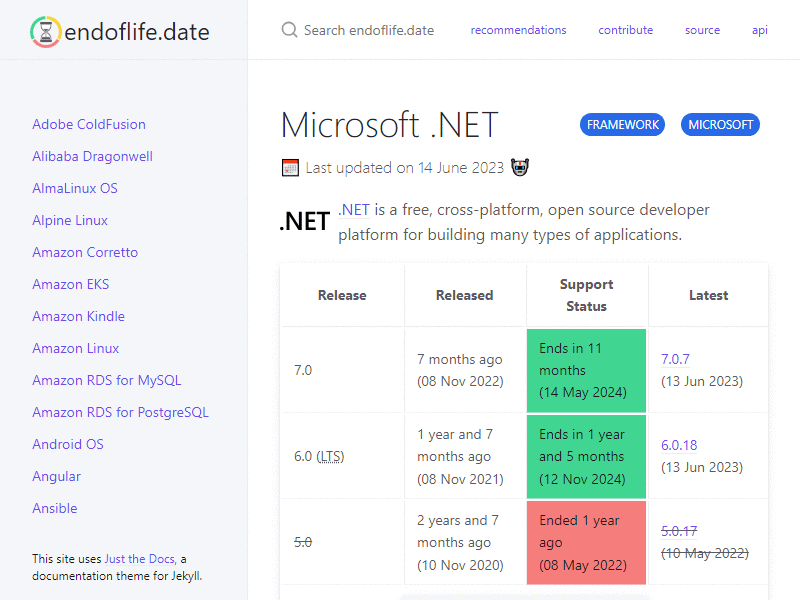 endoflife.date
Search endoflife.date
recommendations
contribute
source
api
Adobe ColdFusion
Alibaba Dragonwell
AlmaLinux OS
Alpine Linux
Amazon Corretto
Amazon EKS
Amazon Kindle
Amazon Linux
Amazon RDS for MySQL
Amazon RDS for PostgreSQL
Android OS
Angular
Ansible
This site uses Just the Docs, a
documentation theme for Jekyll.
Microsoft .NET
FRAMEWORK
MICROSOFT
Last updated on 14 June 2023
.NET
.NET is a free, cross-platform, open source developer
platform for building many types of applications.
Release
Released
Support
Status
Latest
7.0
7 months ago
(08 Nov 2022)
Ends in 11
months
(14 May 2024)
7.0.7
(13 Jun 2023)
6.0 (LTS)
1 year and 7
months ago
(08 Nov 2021)
Ends in 1 year
and 5 months
(12 Nov 2024)
6.0.18
(13 Jun 2023)
5.0
2 years and 7
months ago
(10 Nov 2020)
Ended 1 year
ago
(08 May 2022)
5.0.17
(10 May 2022)